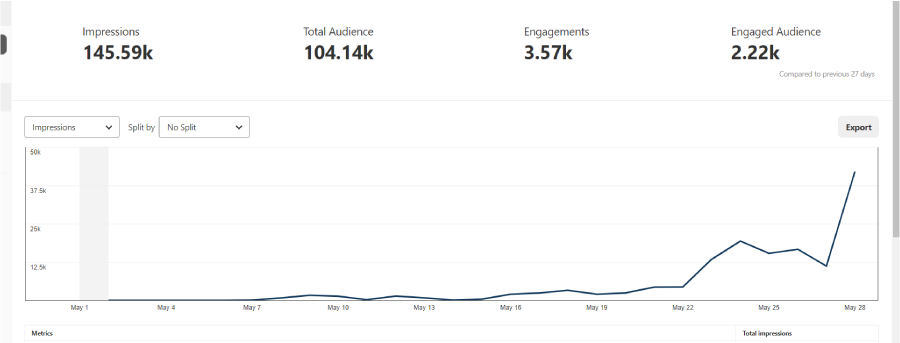 Impressions Total Audience Engagements Engaged Audience
145.59k 104.14k 3.57k 2.22k
Compared to previous 27 days
Impressions Split by No Split Export
50k
37.5k
25k
12.5k
May 1 May 4 May 7 May 10 May 13 May 16 May 19 May 22 May 25 May 28
Metrics Total impressions